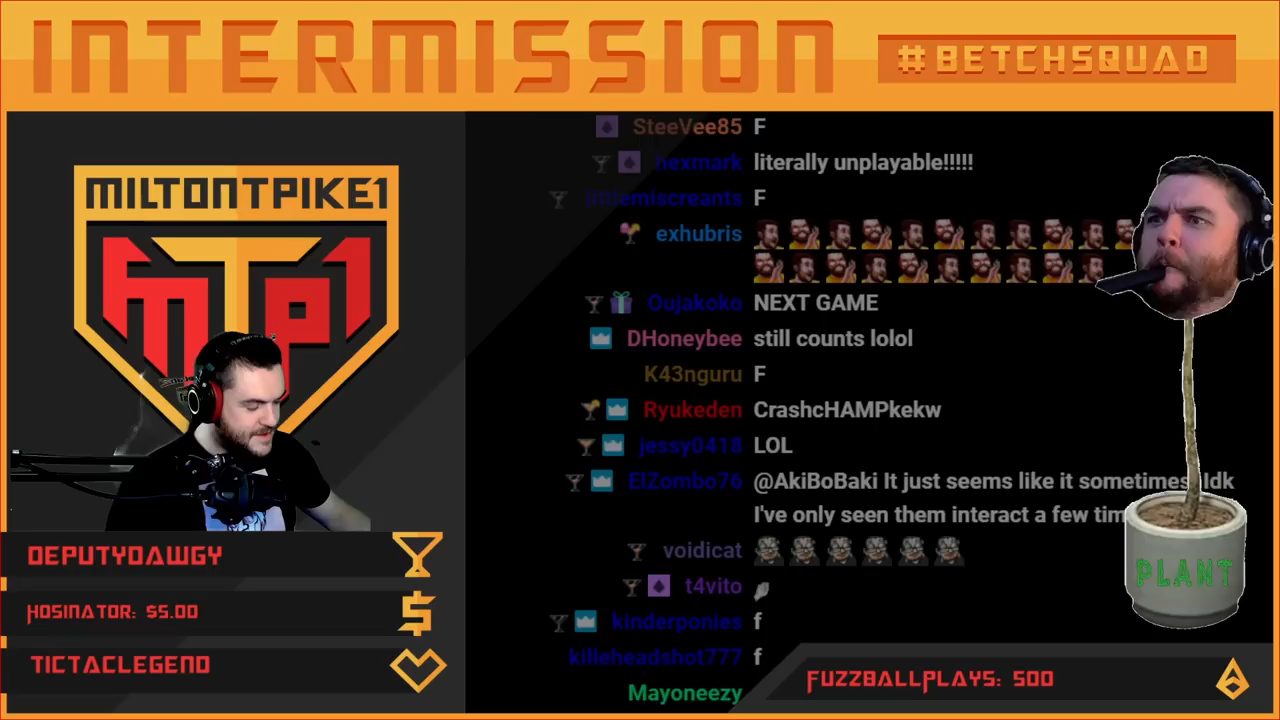 INTERMISSION
#BETCHSQUAD
MILTONTPIKE1
MTP1
SteeVee85 F
hexmark literally unplayable!!!!!
littlemiscreants F
exhubris
Oujakoko NEXT GAME
DHoneybee still counts lolol
K43nguru F
Ryukeden CrashcHAMPkekw
jessy0418 LOL
ElZombo76 @AkiBoBaki It just seems like it sometimes. Idk
I've only seen them interact a few tim
voidicat
t4vito
kinderponies f
killeheadshot777 f
Mayoneezy
PLANT
DEPUTYDAWGY
HOSINATOR: $5.00
TICTACLEGEND
FUZZBALLPLAYS: 500